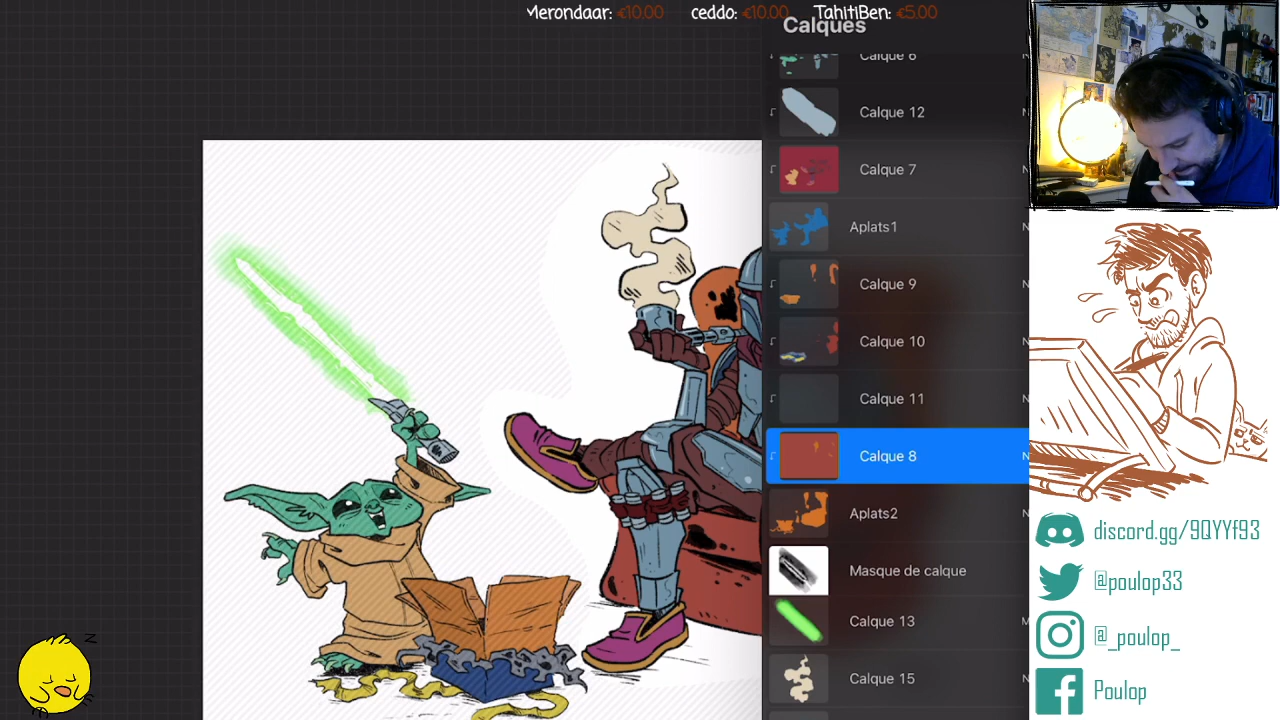 Merondaar: €10.00 ceddo: €10.00 TahitiBen: €5.00
Calques
Calque 6
Calque 12
Calque 7
Aplats1
Calque 9
Calque 10
Calque 11
Calque 8
Aplats2
Masque de calque
Calque 13
Calque 15
N
N
N
N
N
N
N
N
M
z
discord.gg/9QYYf93
@poulop33
@_poulop_
Poulop